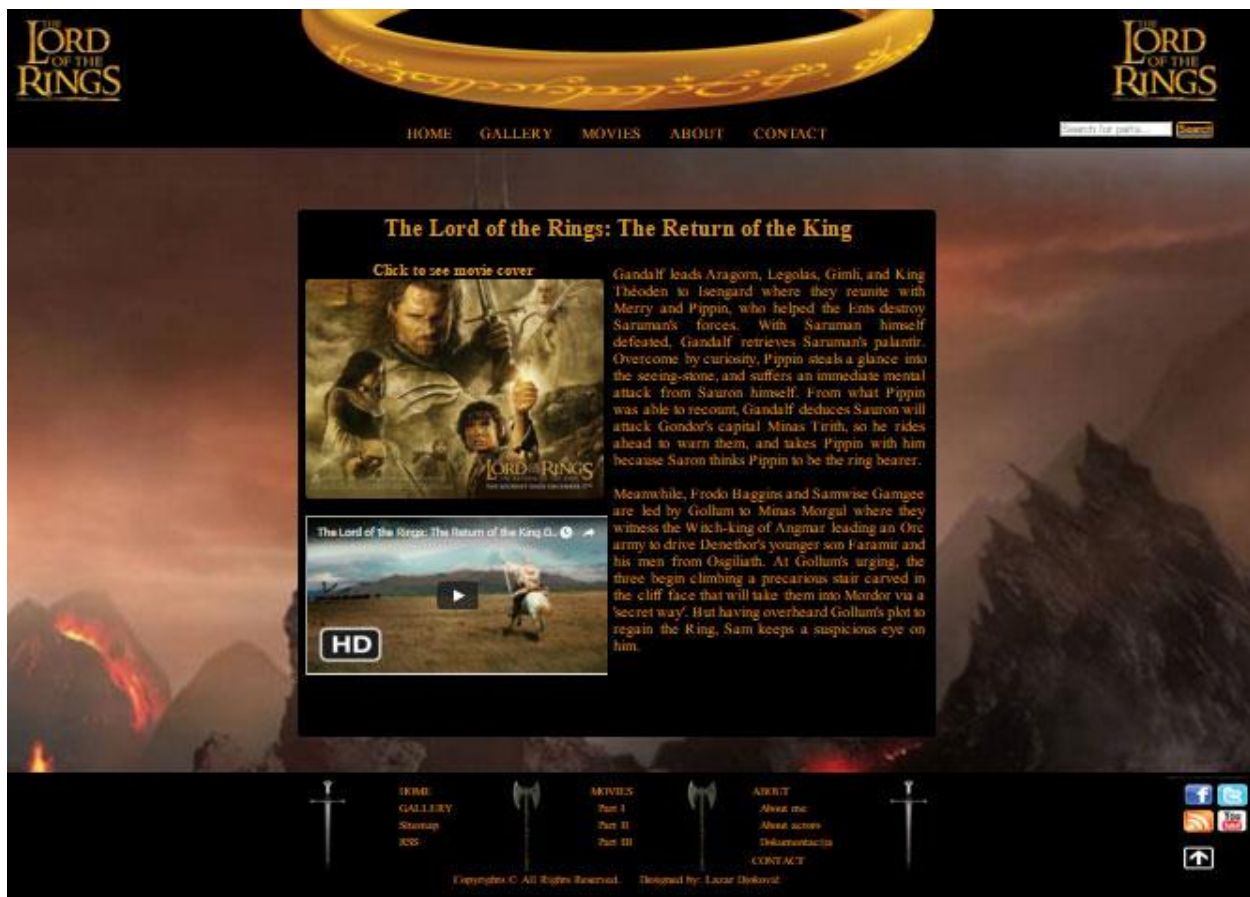 THE
LORD
OF THE
RINGS
THE
LORD
OF THE
RINGS
HOME GALLERY MOVIES ABOUT CONTACT
Search for parts... Search
The Lord of the Rings: The Return of the King
Click to see movie cover
LORD OF THE RINGS
The Lord of the Rings: The Return of the King O...
HD
Gandalf leads Aragorn, Legolas, Gimli, and King
Théoden to Isengard where they reunite with
Merry and Pippin, who helped the Ents destroy
Saruman's forces. With Saruman himself
defeated, Gandalf retrieves Saruman's palantír.
Overcome by curiosity, Pippin steals a glance into
the seeing-stone, and suffers an immediate mental
attack from Sauron himself. From what Pippin
was able to recount, Gandalf deduces Sauron will
attack Gondor's capital Minas Tirith, so he rides
ahead to warn them, and takes Pippin with him
because Saron thinks Pippin to be the ring bearer.
Meanwhile, Frodo Baggins and Samwise Gamgee
are led by Gollum to Minas Morgul where they
witness the Witch-king of Angmar leading an Orc
army to drive Denethor's younger son Faramir and
his men from Osgiliath. At Gollum's urging, the
three begin climbing a precarious stair carved in
the cliff face that will take them into Mordor via a
'secret way'. But having overheard Gollum's plot to
regain the Ring, Sam keeps a suspicious eye on
him.
HOME
GALLERY
Sitemap
RSS
MOVIES
Part I
Part II
Part III
ABOUT
About me
About actors
Dokumentacija
CONTACT
You
Tube
Copyrights © All Rights Reserved. Designed by: Lazar Djoković